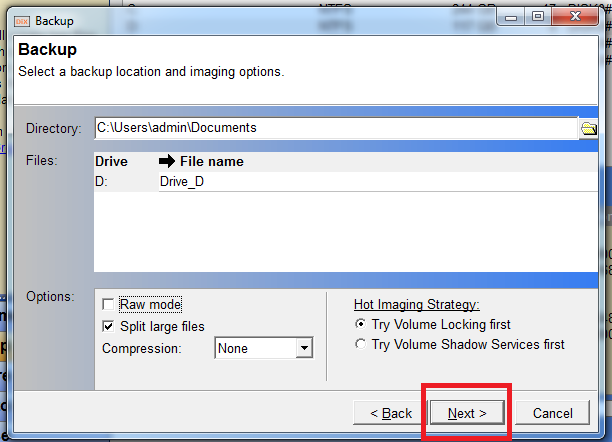 Backup
Backup
Select a backup location and imaging options.
Directory: C:\Users\admin\Documents
Files: Drive File name
D: Drive_D
Options: Raw mode
Split large files
Compression: None
Hot Imaging Strategy:
Try Volume Locking first
Try Volume Shadow Services first
< Back Next > Cancel